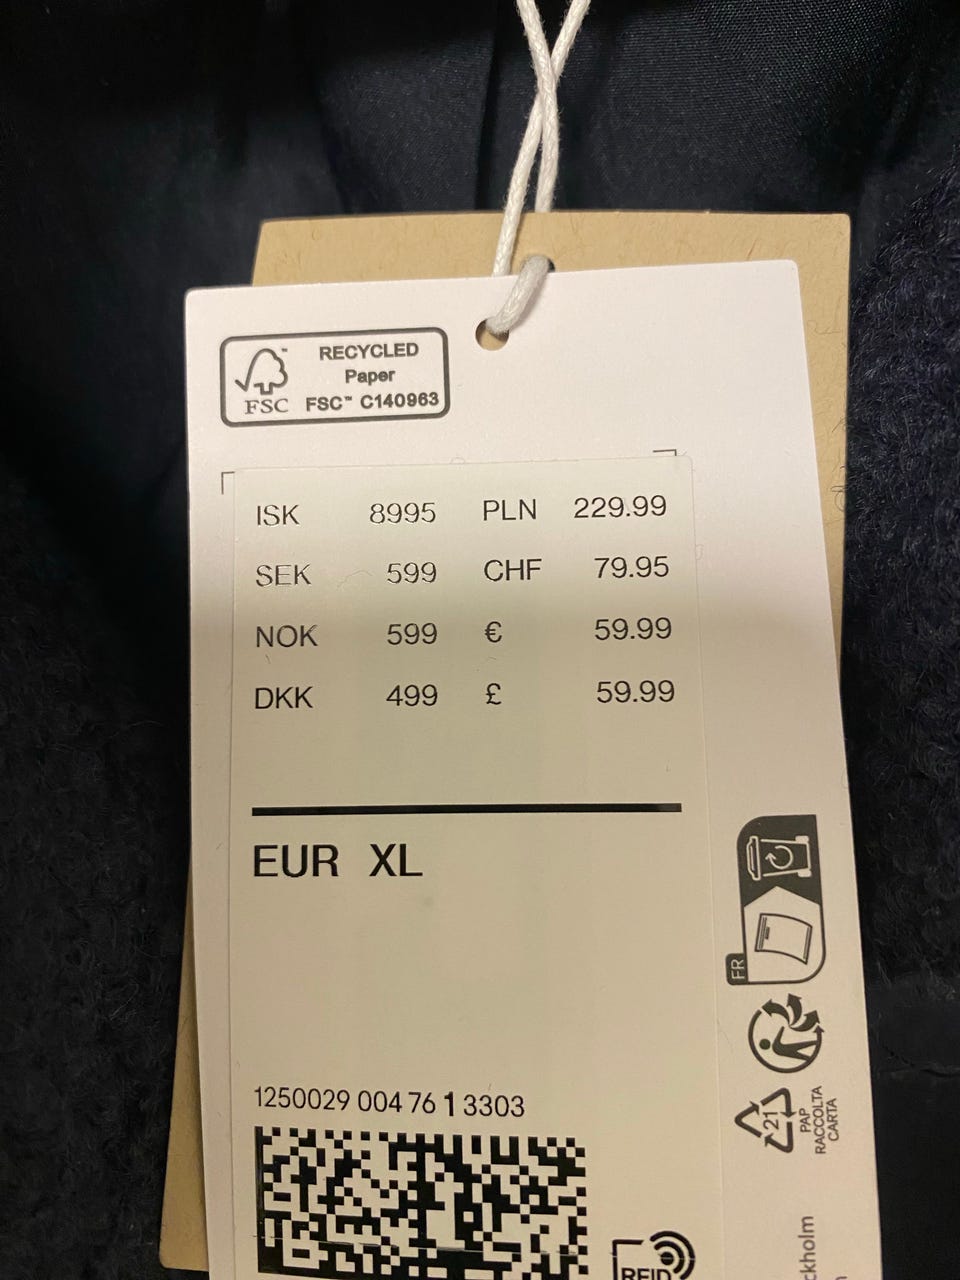 RECYCLED
Paper
FSC™ C140963
FSC
ISK 8995 PLN 229.99
SEK 599 CHF 79.95
NOK 599 € 59.99
DKK 499 £ 59.99
EUR XL
1250029 004 76 1 3303
FR
21
PAP
RACCOLTA
CARTA
ckholm
RFID